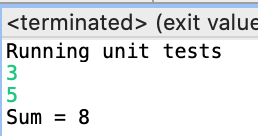 <terminated> (exit value
Running unit tests
3
5
Sum = 8